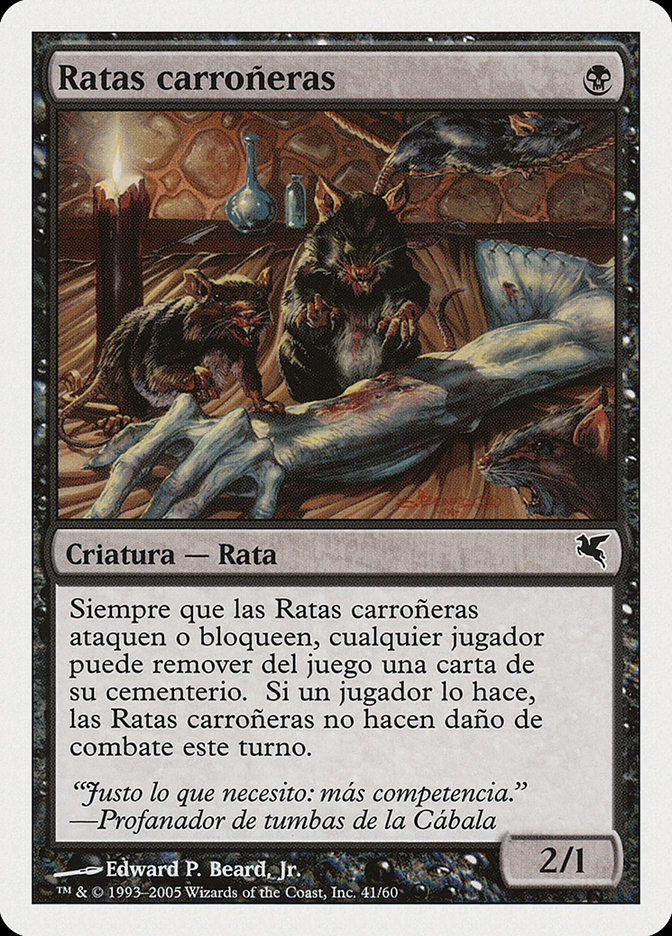 Ratas carroñeras
Criatura — Rata
Siempre que las Ratas carroñeras
ataquen o bloqueen, cualquier jugador
puede remover del juego una carta de
su cementerio. Si un jugador lo hace,
las Ratas carroñeras no hacen daño de
combate este turno.
“Justo lo que necesito: más competencia.”
—Profanador de tumbas de la Cábala
2/1
Edward P. Beard, Jr.
™ & © 1993–2005 Wizards of the Coast, Inc. 41/60